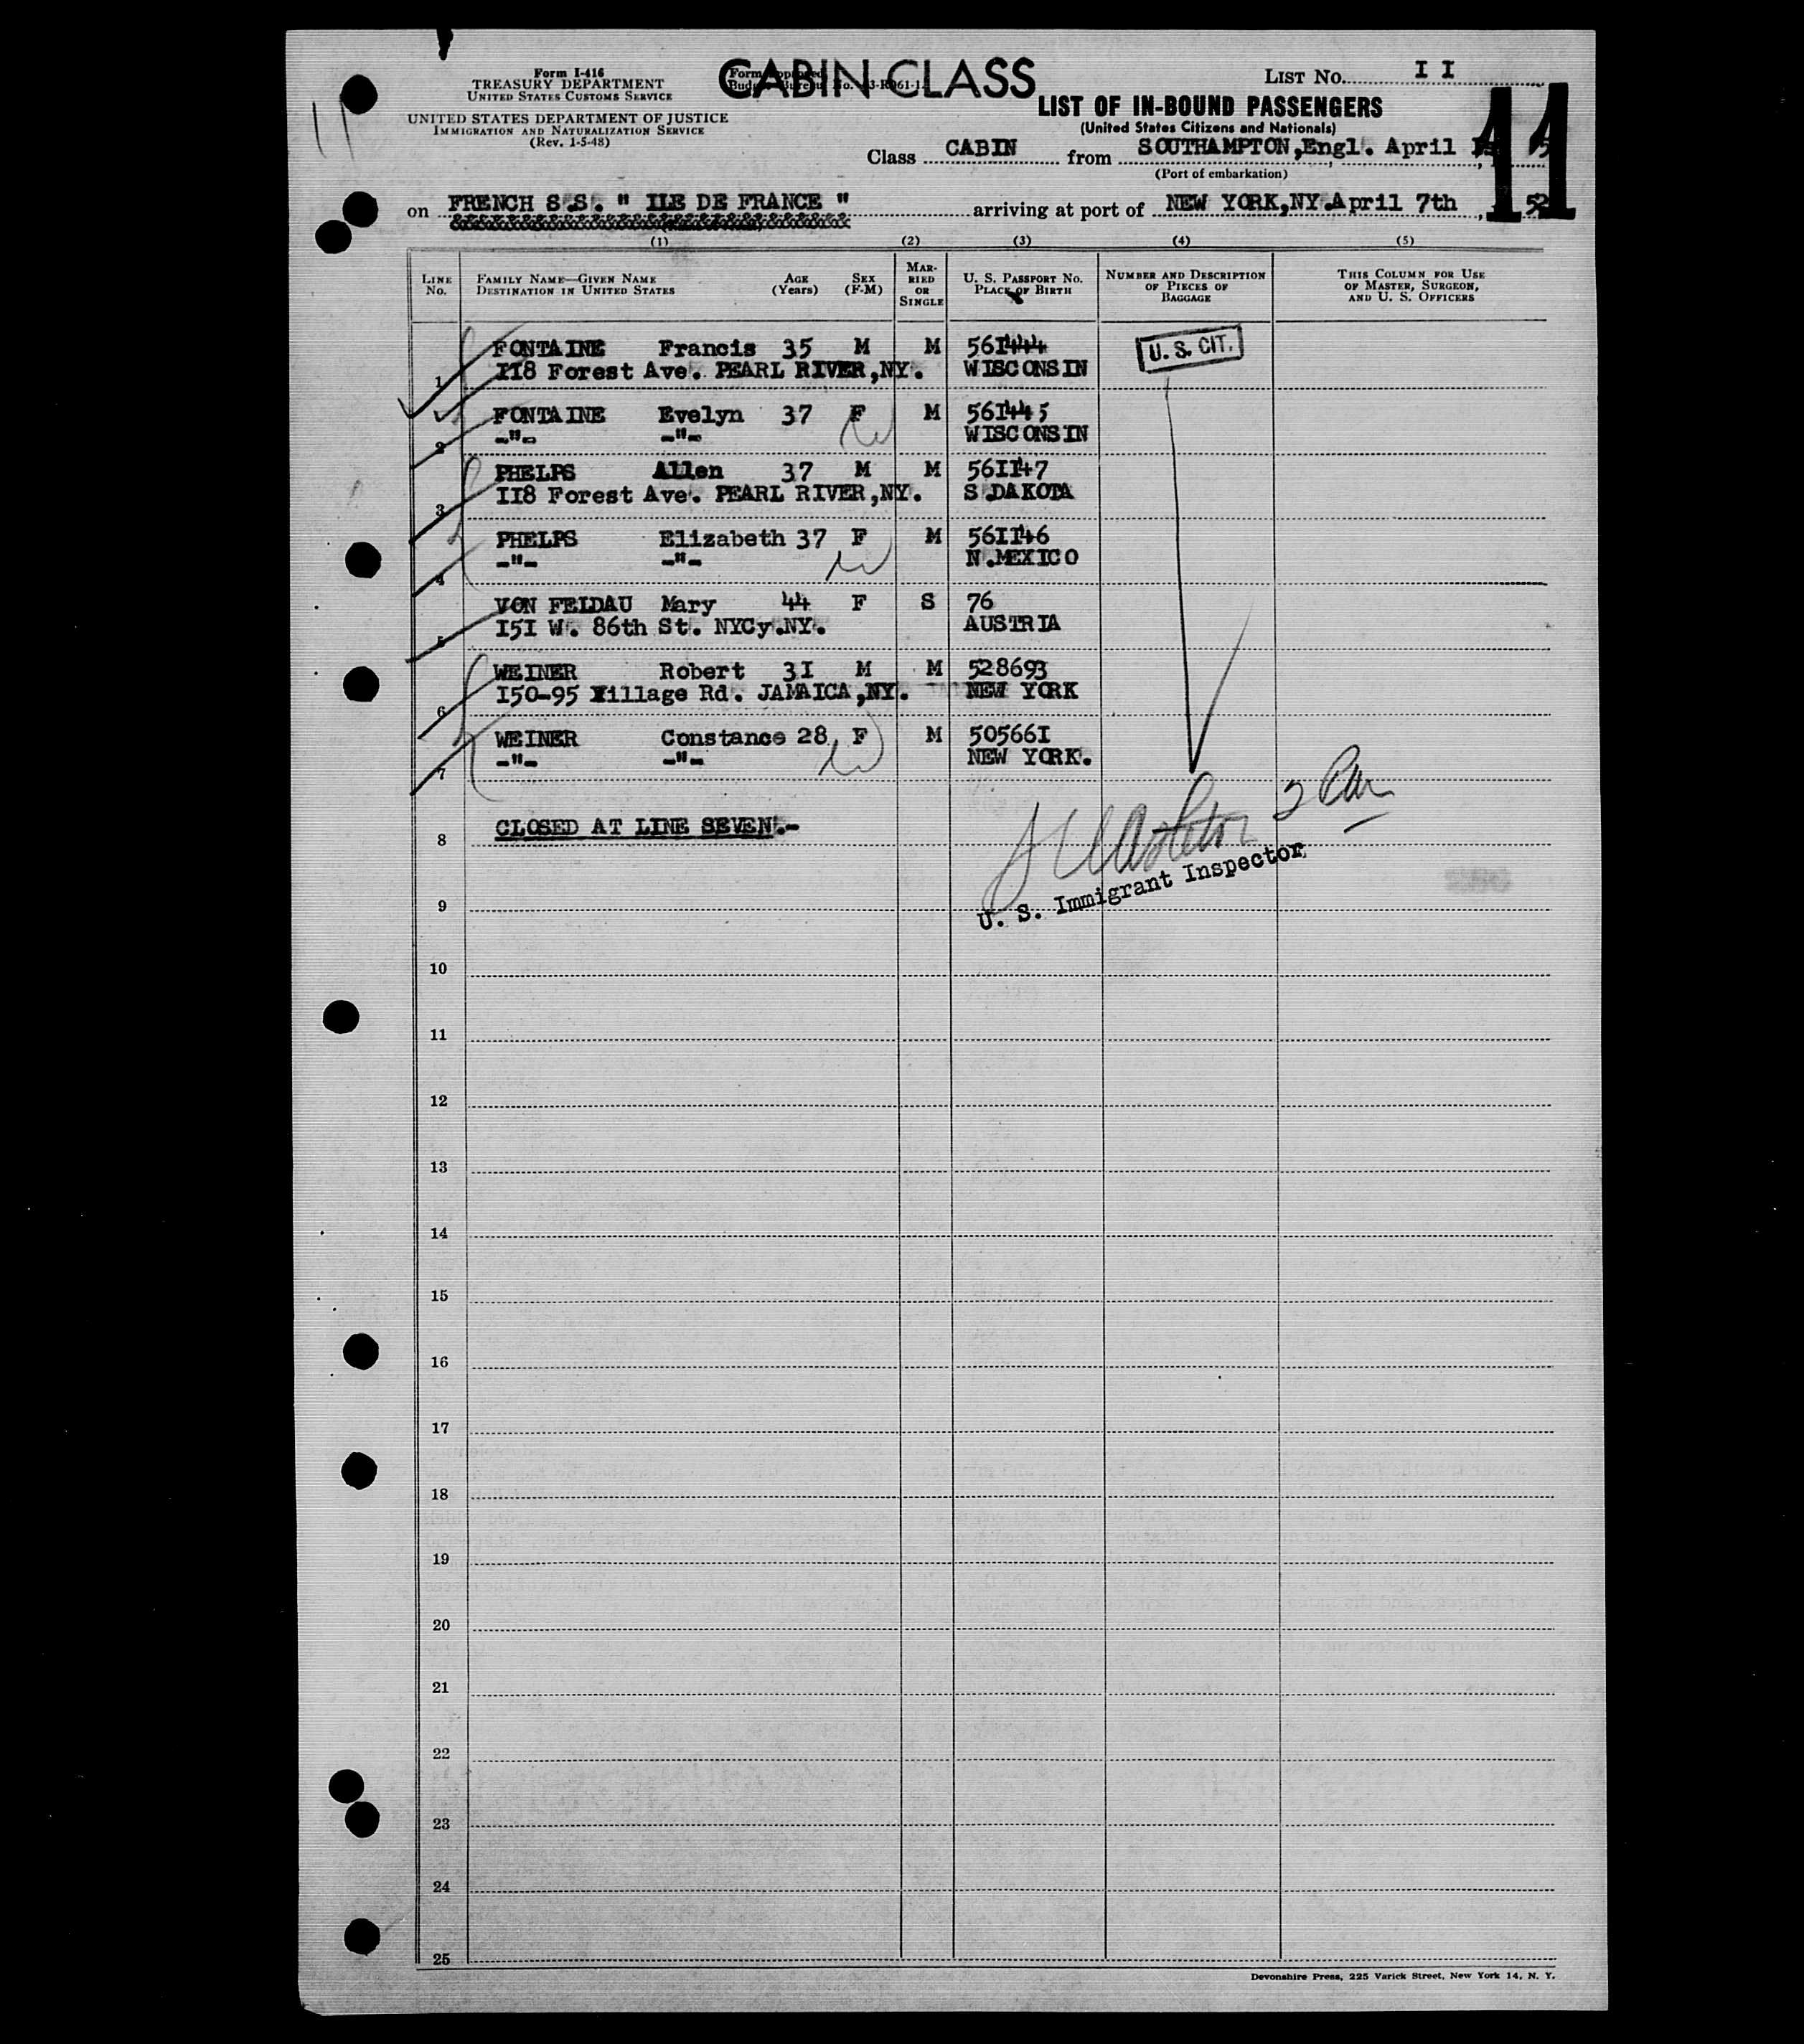 CABIN CLASS
Form I-416
TREASURY DEPARTMENT
UNITED STATES CUSTOMS SERVICE
UNITED STATES DEPARTMENT OF JUSTICE
IMMIGRATION AND NATURALIZATION SERVICE
(Rev. 1-5-48)
11
LIST No. I I
11
LIST OF IN-BOUND PASSENGERS
(United States Citizens and Nationals)
Class CABIN from SOUTHAMPTON,Engl. April
(Port of embarkation)
on FRENCH S.S. " ILE DE FRANCE " arriving at port of NEW YORK,NY.April 7th, 52
(1) (2) (3) (4) (5)
LINE No. FAMILY NAME—GIVEN NAME DESTINATION IN UNITED STATES AGE (Years) SEX (F-M) MARRIED OR SINGLE U. S. PASSPORT No. PLACE OF BIRTH NUMBER AND DESCRIPTION OF PIECES OF BAGGAGE THIS COLUMN FOR USE OF MASTER, SURGEON, AND U. S. OFFICERS
FONTAINE Francis 35 M M 561444 U. S. CIT.
1 118 Forest Ave. PEARL RIVER,NY. WISCONSIN
FONTAINE Evelyn 37 F M 561445
2 -"- -"- WISCONSIN
PHELPS Allen 37 M M 561147
3 118 Forest Ave. PEARL RIVER,NY. S.DAKOTA
PHELPS Elizabeth 37 F M 561146
4 -"- -"- N.MEXICO
VON FELDAU Mary 44 F S 76
5 151 W. 86th St. NYCy.NY. AUSTRIA
WEINER Robert 31 M M 528693
6 150-95 Village Rd. JAMAICA,NY. NEW YORK
WEINER Constance 28 F M 505661
7 -"- -"- NEW YORK.
8 CLOSED AT LINE SEVEN.-
U. S. Immigrant Inspector
9
10
11
12
13
14
15
16
17
18
19
20
21
22
23
24
25
Devonshire Press, 225 Varick Street, New York 14, N. Y.